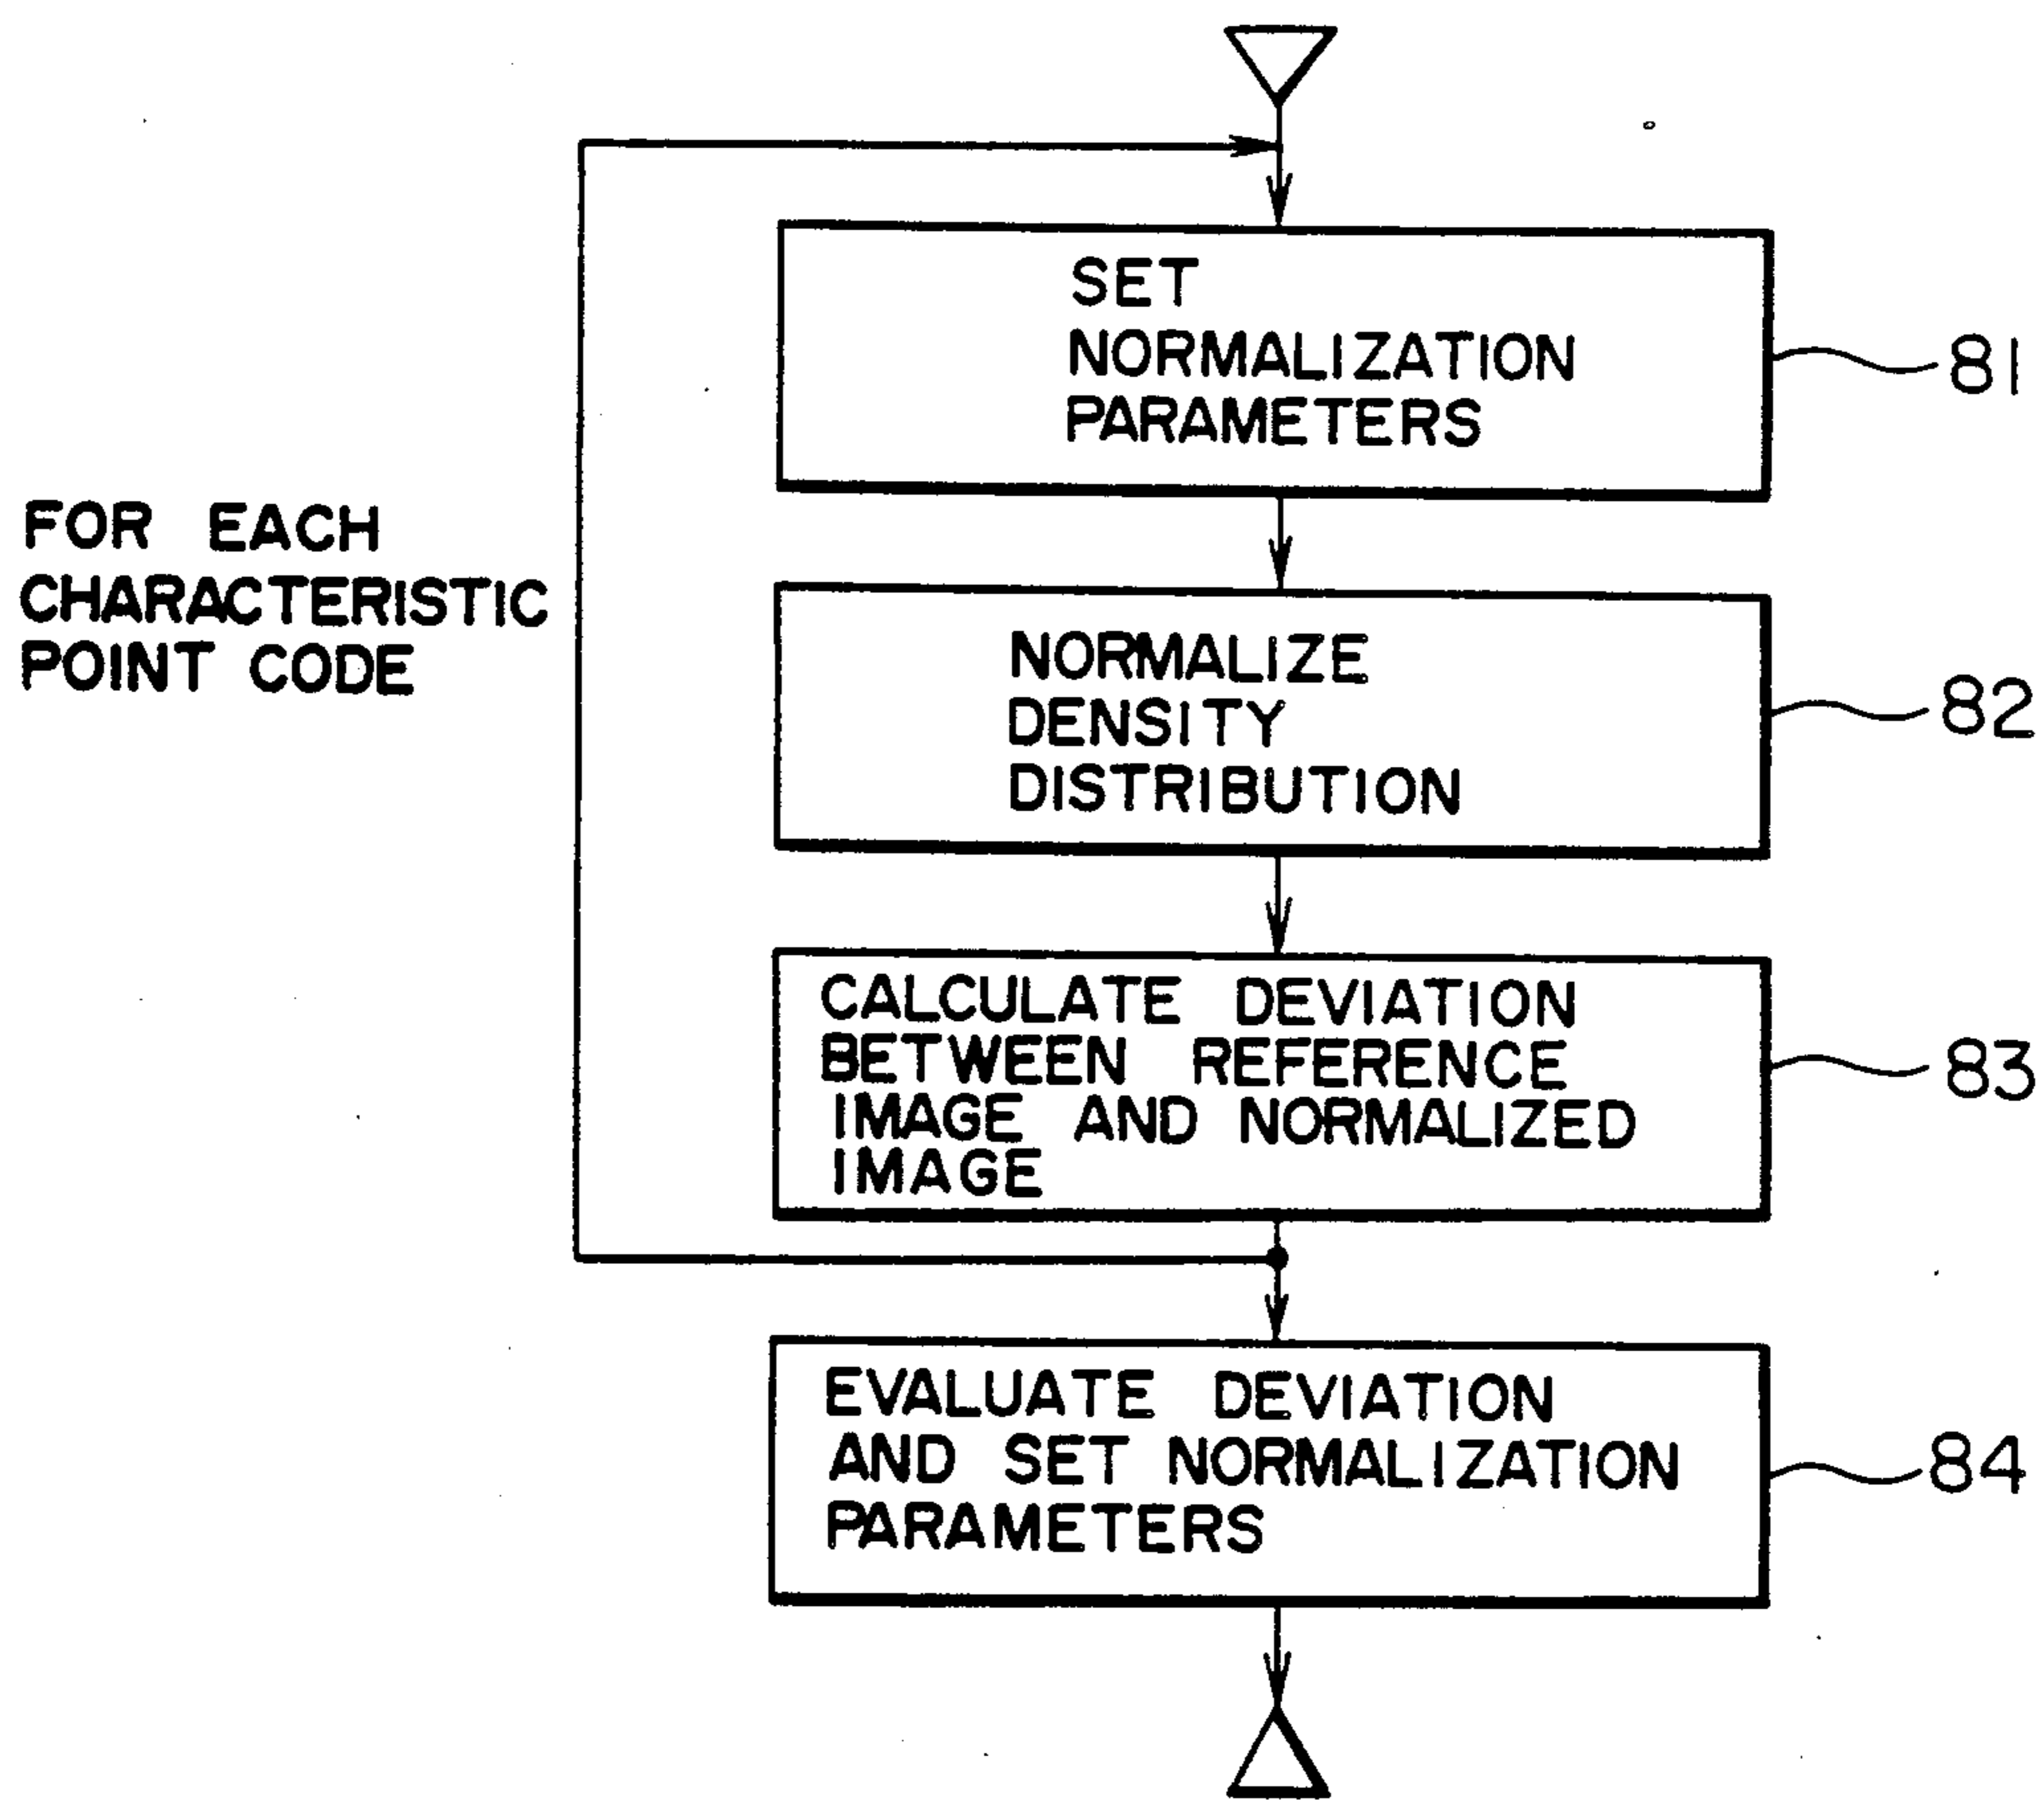 SET
NORMALIZATION
PARAMETERS
81
FOR EACH
CHARACTERISTIC
POINT CODE
NORMALIZE
DENSITY
DISTRIBUTION
82
CALCULATE DEVIATION
BETWEEN REFERENCE
IMAGE AND NORMALIZED
IMAGE
83
EVALUATE DEVIATION
AND SET NORMALIZATION
PARAMETERS
84